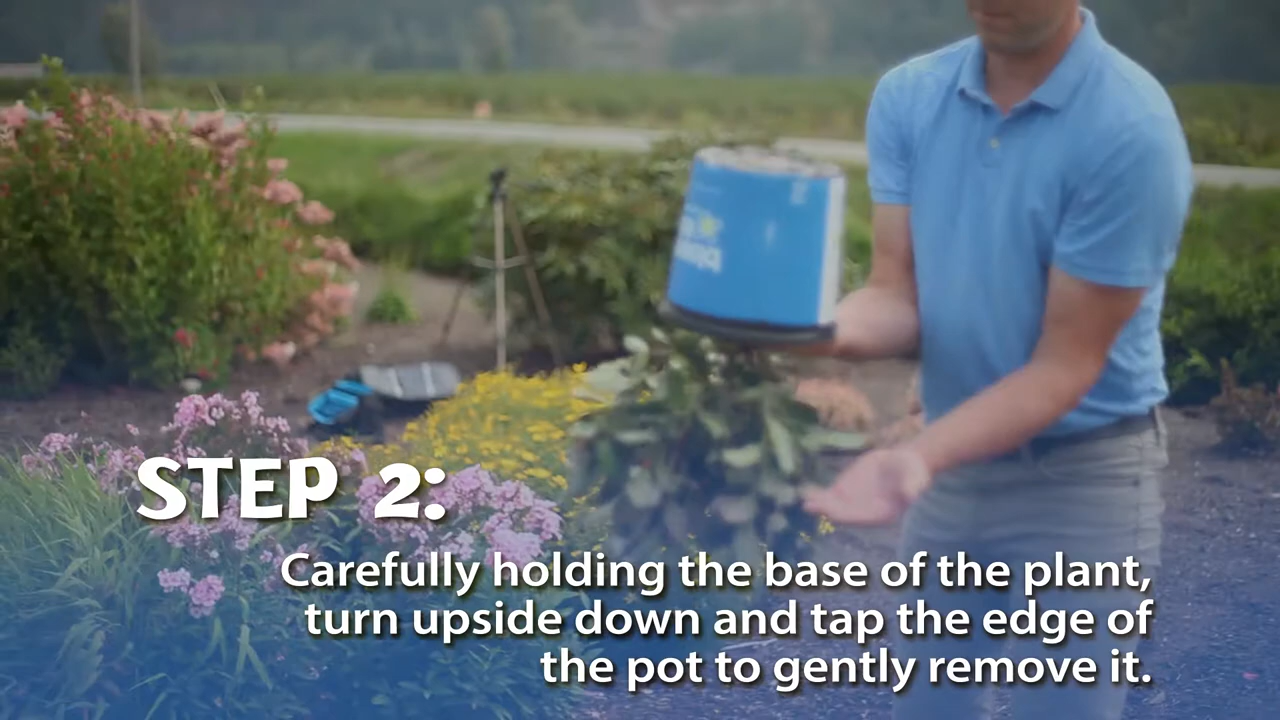 STEP 2:
Carefully holding the base of the plant,
turn upside down and tap the edge of
the pot to gently remove it.